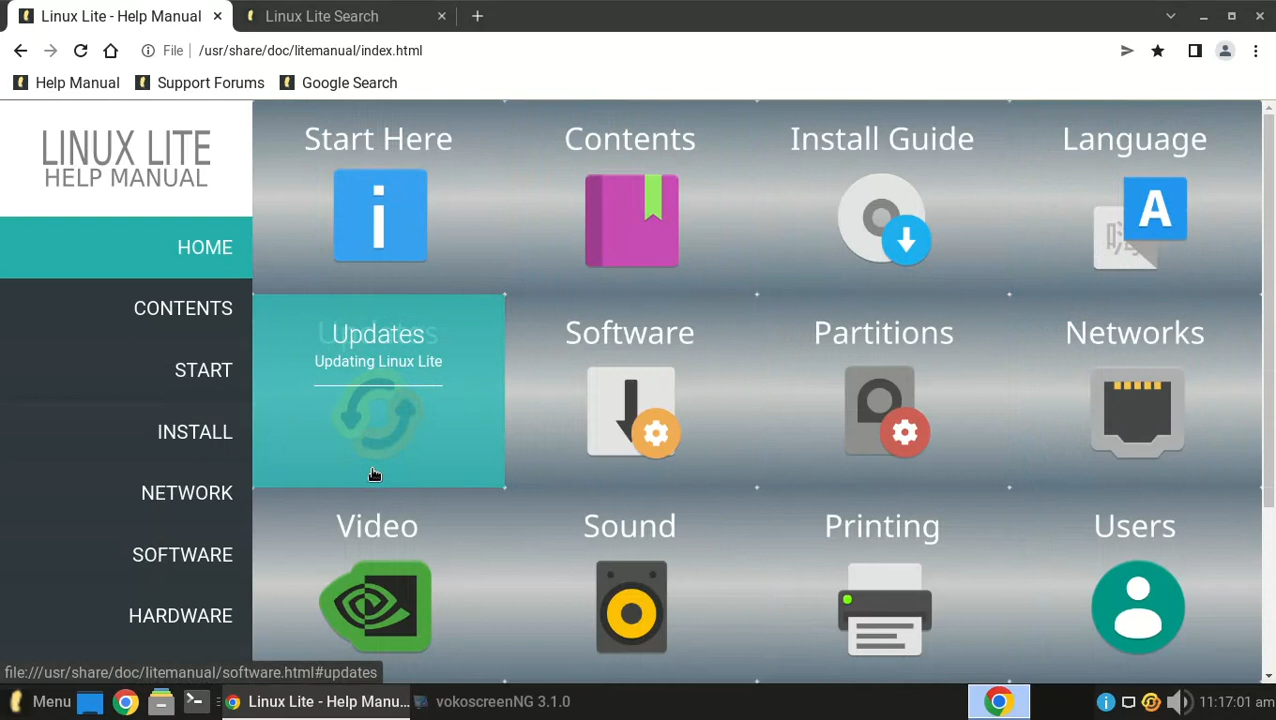 Linux Lite - Help Manual
Linux Lite Search
File /usr/share/doc/litemanual/index.html
Help Manual
Support Forums
Google Search
LINUX LITE
HELP MANUAL
HOME
CONTENTS
START
INSTALL
NETWORK
SOFTWARE
HARDWARE
Start Here
Contents
Install Guide
Language
A
Updates
Updating Linux Lite
Software
Partitions
Networks
Video
Sound
Printing
Users
file:///usr/share/doc/litemanual/software.html#updates
Menu
Linux Lite - Help Manu...
vokoscreenNG 3.1.0
11:17:01 am